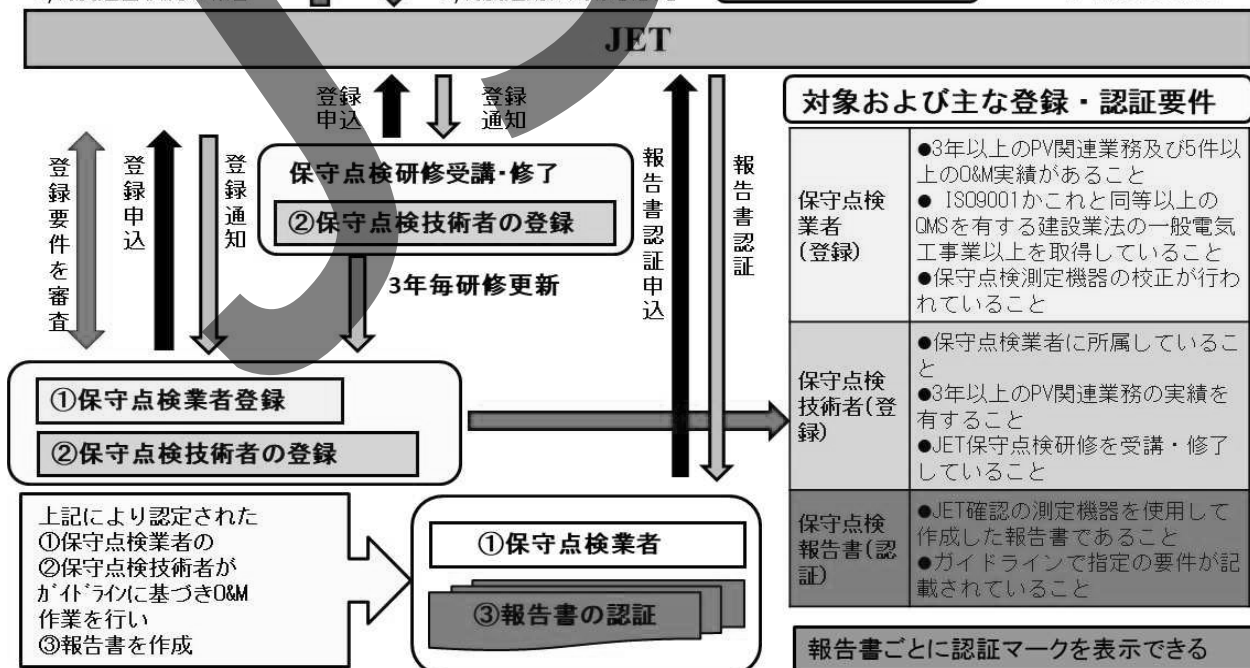 JET
登録
申込
登録
通知
対象および主な登録・認証要件
登録要件を審査
登録申込
登録通知
保守点検研修受講・修了
②保守点検技術者の登録
3年毎研修更新
報告書認証申込
報告書認証
保守点検
業者
(登録)
●3年以上のPV関連業務及び5件以
上のO&M実績があること
● ISO9001かこれと同等以上の
QMSを有する建設業法の一般電気
工事業以上を取得していること
●保守点検測定機器の校正が行わ
れていること
保守点検
技術者(登
録)
●保守点検業者に所属しているこ
と
●3年以上のPV関連業務の実績を
有すること
●JET保守点検研修を受講・修了
していること
保守点検
報告書(認
証)
●JET確認の測定機器を使用して
作成した報告書であること
●ガイドラインで指定の要件が記
載されていること
①保守点検業者登録
②保守点検技術者の登録
上記により認定された
①保守点検業者の
②保守点検技術者が
ガイドラインに基づきO&M
作業を行い
③報告書を作成
①保守点検業者
③報告書の認証
報告書ごとに認証マークを表示できる